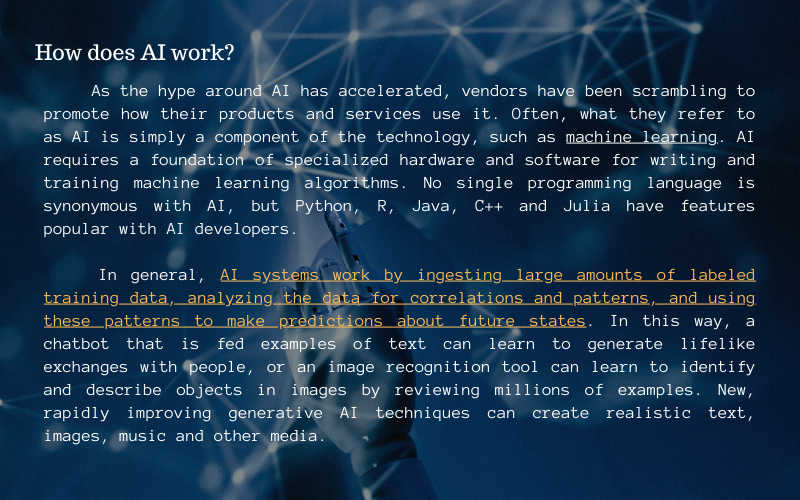 How does AI work?
As the hype around AI has accelerated, vendors have been scrambling to
promote how their products and services use it. Often, what they refer to
as AI is simply a component of the technology, such as machine learning. AI
requires a foundation of specialized hardware and software for writing and
training machine learning algorithms. No single programming language is
synonymous with AI, but Python, R, Java, C++ and Julia have features
popular with AI developers.
In general, AI systems work by ingesting large amounts of labeled
training data, analyzing the data for correlations and patterns, and using
these patterns to make predictions about future states. In this way, a
chatbot that is fed examples of text can learn to generate lifelike
exchanges with people, or an image recognition tool can learn to identify
and describe objects in images by reviewing millions of examples. New,
rapidly improving generative AI techniques can create realistic text,
images, music and other media.